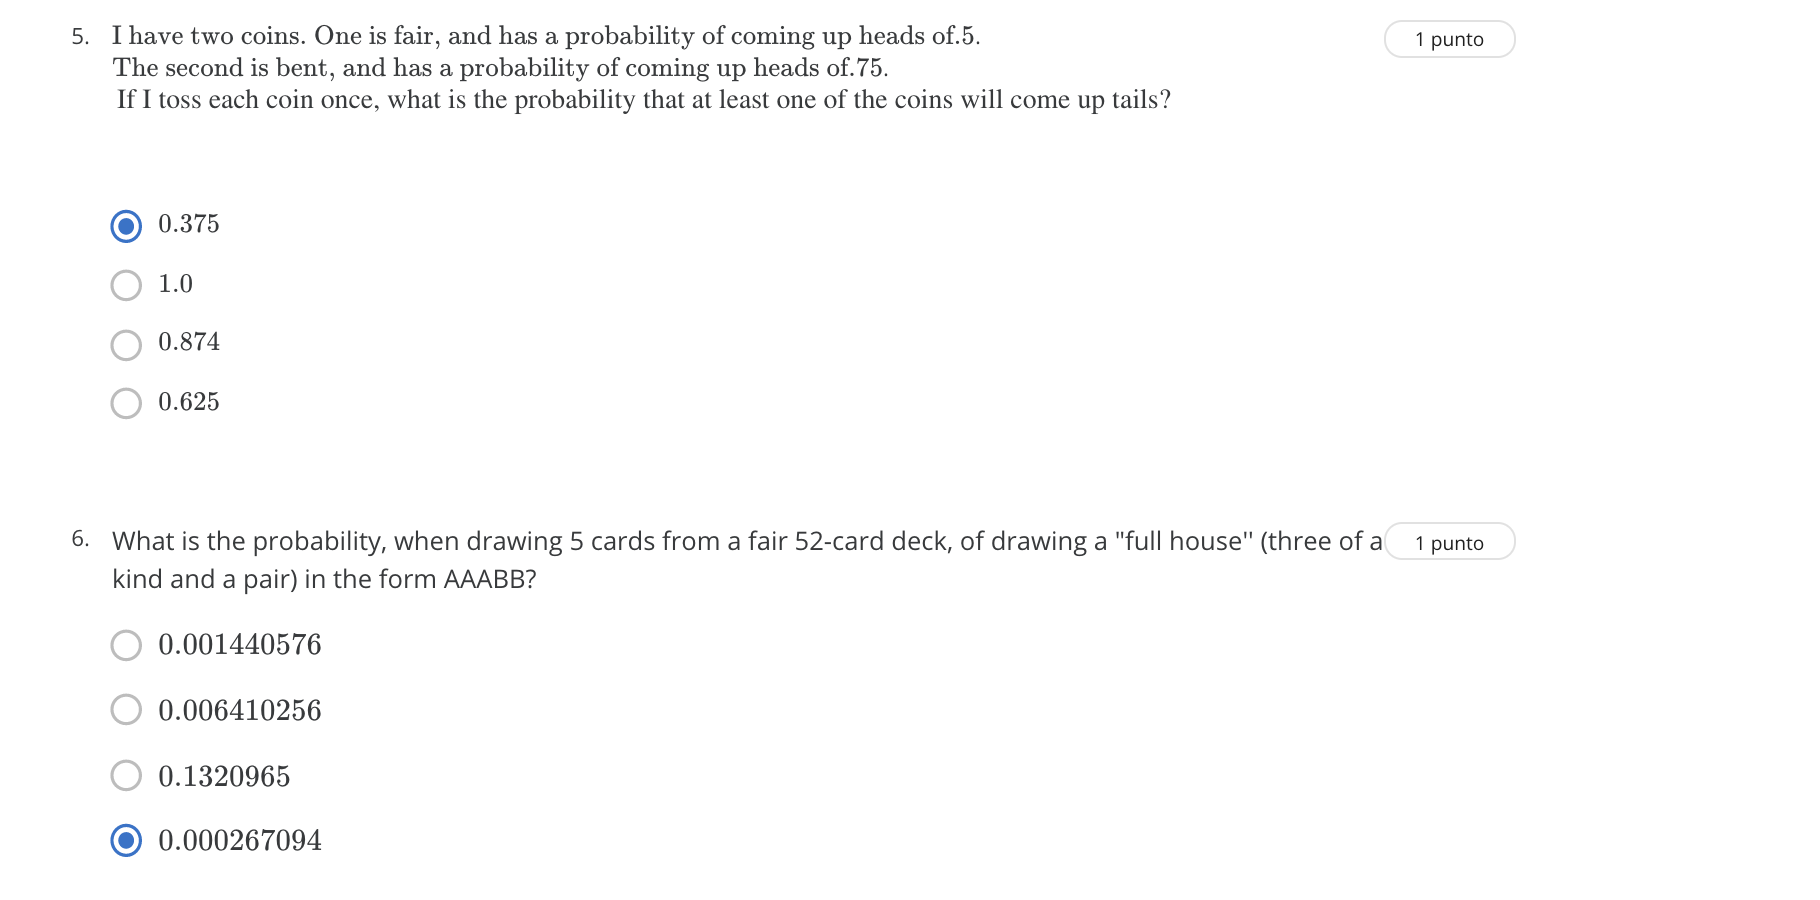 5. I have two coins. One is fair, and has a probability of coming up heads of.5. 1 punto
The second is bent, and has a probability of coming up heads of.75.
If I toss each coin once, what is the probability that at least one of the coins will come up tails?
0.375
1.0
0.874
0.625
6. What is the probability, when drawing 5 cards from a fair 52-card deck, of drawing a "full house" (three of a 1 punto
kind and a pair) in the form AAABB?
0.001440576
0.006410256
0.1320965
0.000267094